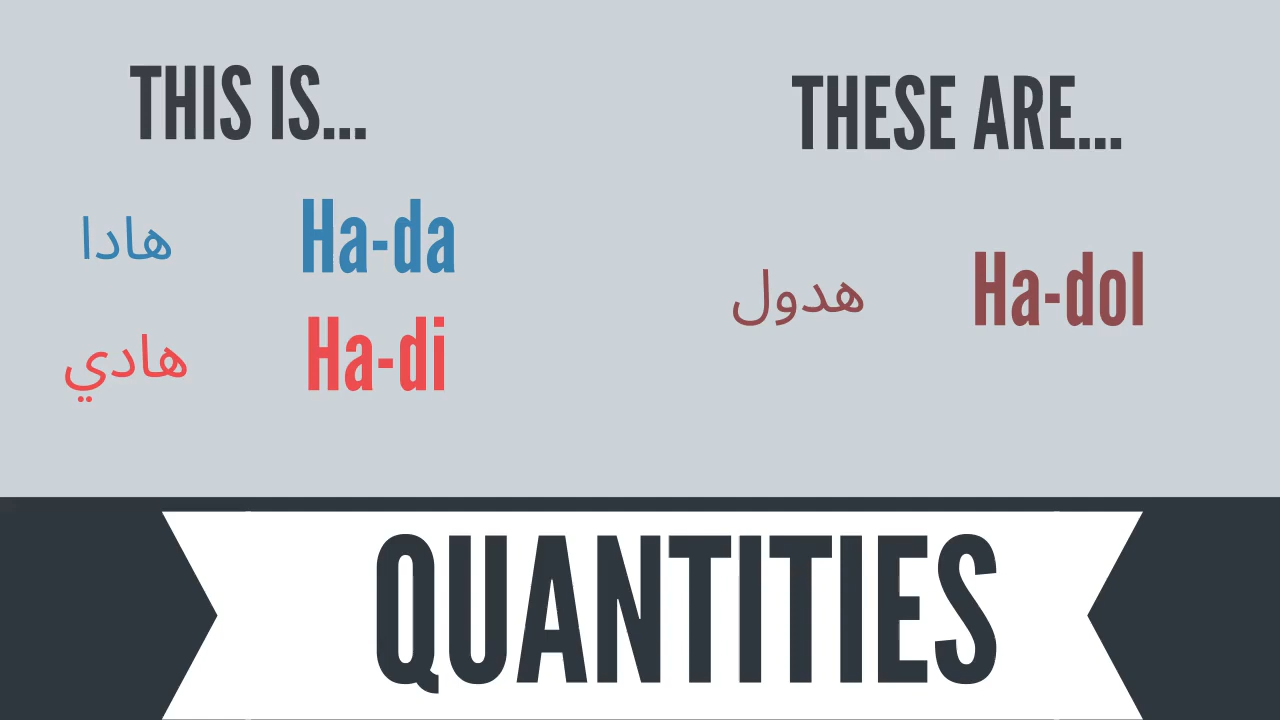 THIS IS...
هادا Ha-da
هادي Ha-di
THESE ARE...
هدول Ha-dol
QUANTITIES